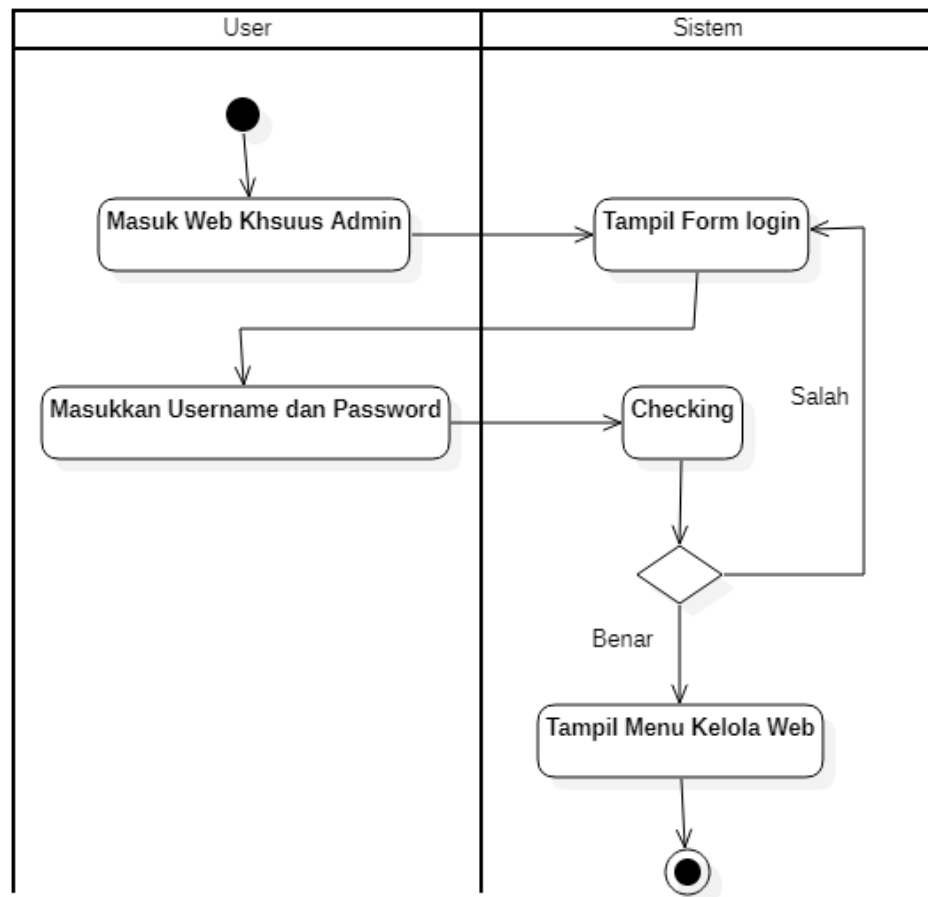 User
Sistem
Masuk Web Khsuus Admin
Tampil Form login
Masukkan Username dan Password
Checking
Salah
Benar
Tampil Menu Kelola Web